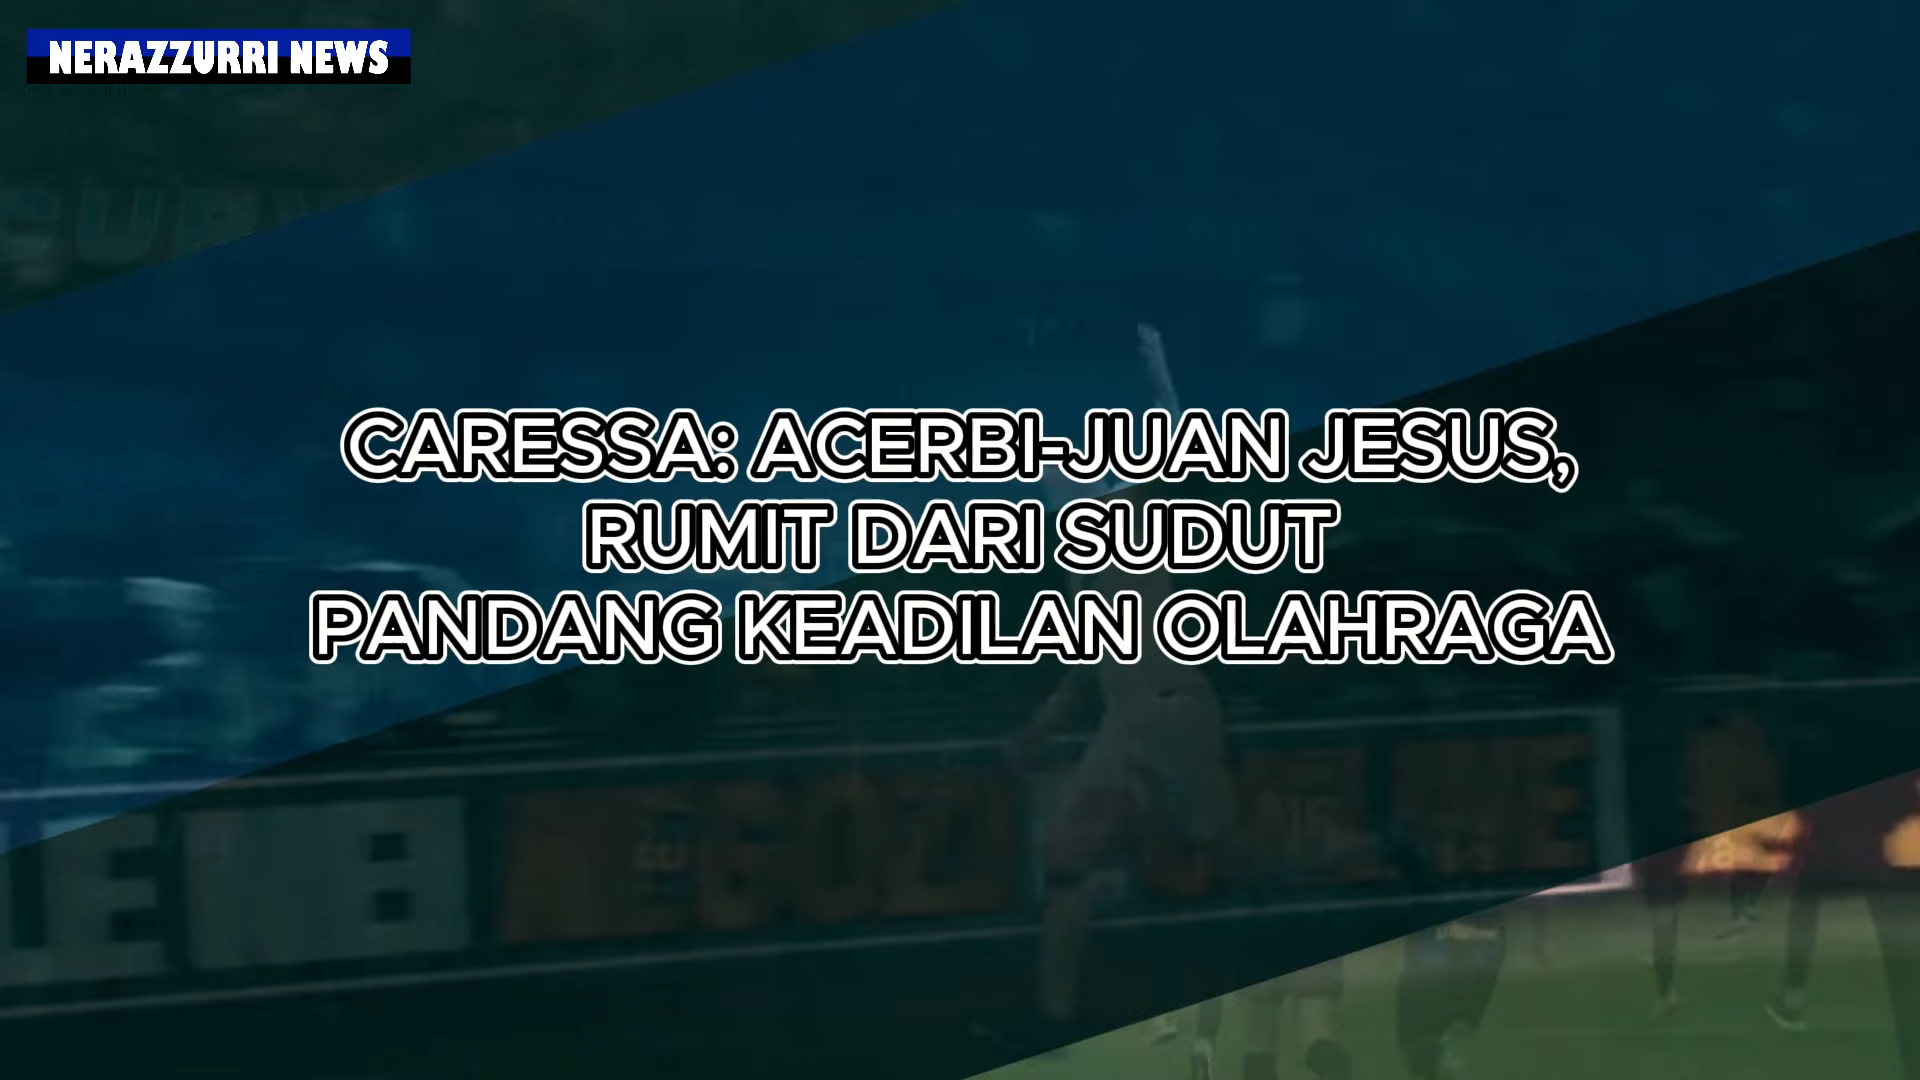 NERAZZURRI NEWS
CARESSA: ACERBI-JUAN JESUS,
RUMIT DARI SUDUT
PANDANG KEADILAN OLAHRAGA